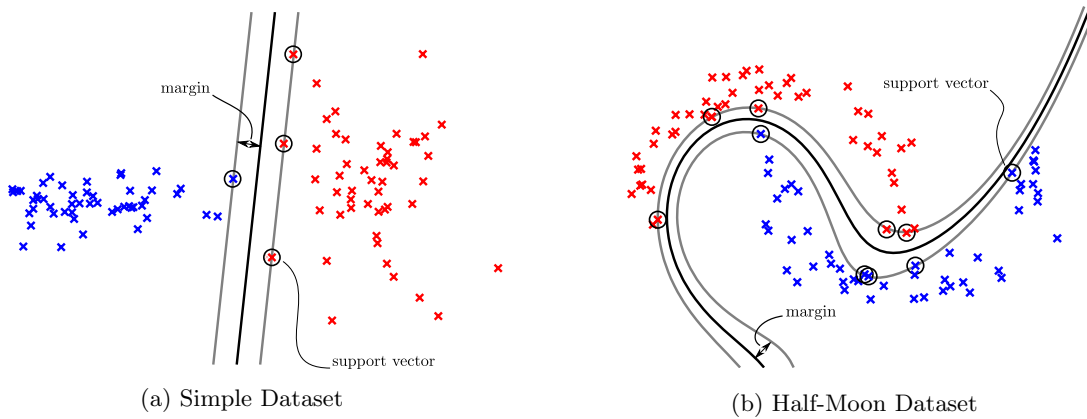 margin
support vector
(a) Simple Dataset
support vector
margin
(b) Half-Moon Dataset